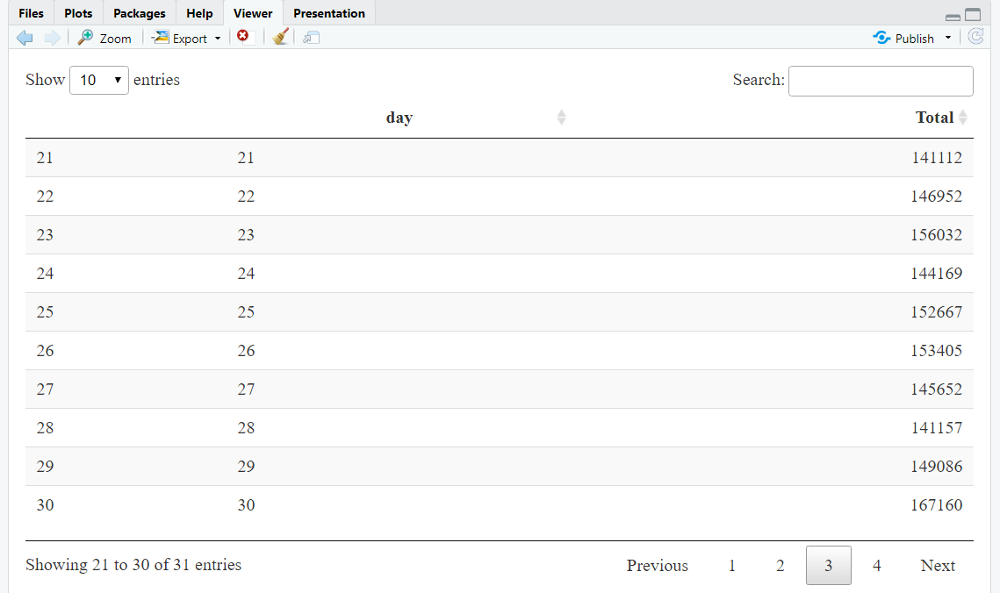 Files Plots Packages Help Viewer Presentation
Zoom Export Publish
Show 10 entries Search:
day Total
21 21 141112
22 22 146952
23 23 156032
24 24 144169
25 25 152667
26 26 153405
27 27 145652
28 28 141157
29 29 149086
30 30 167160
Showing 21 to 30 of 31 entries Previous 1 2 3 4 Next